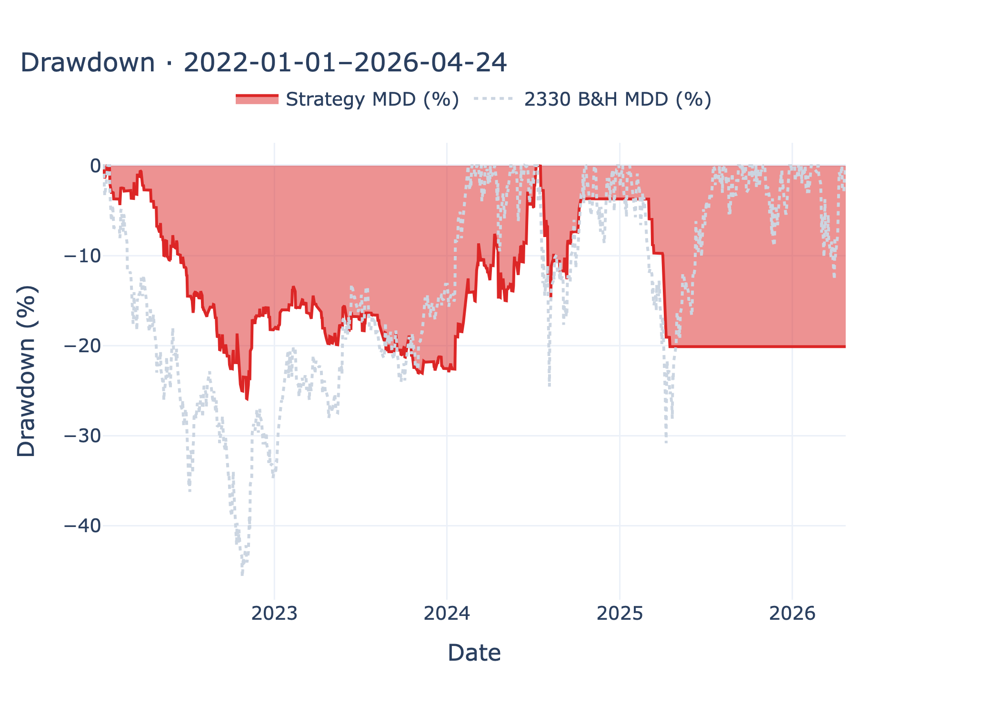 Drawdown · 2022-01-01–2026-04-24
Strategy MDD (%) 2330 B&H MDD (%)
0
−10
−20
−30
−40
Drawdown (%)
2023 2024 2025 2026
Date